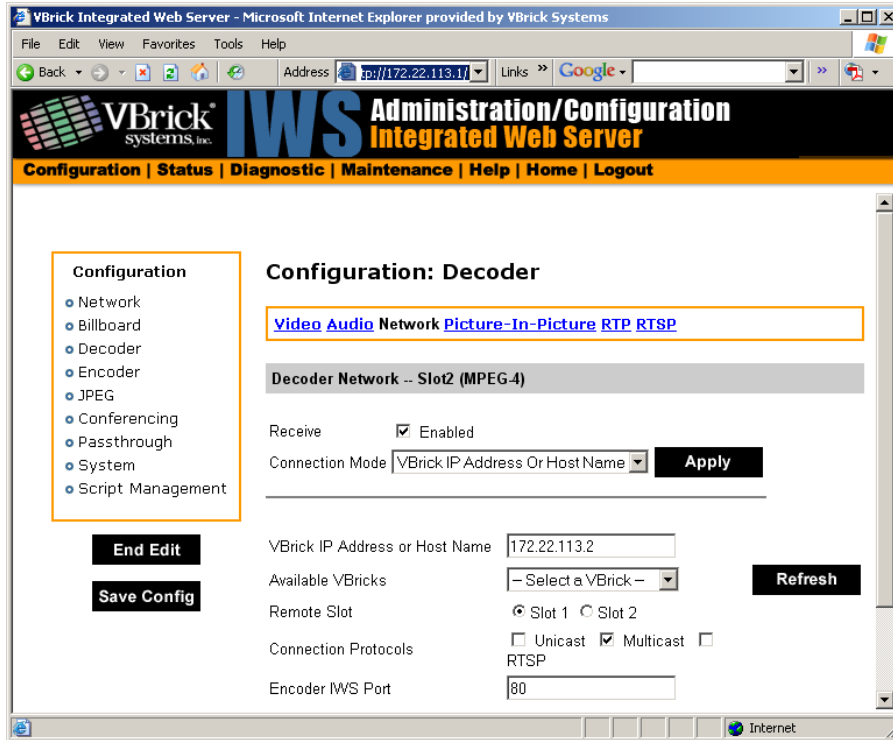 VBrick Integrated Web Server - Microsoft Internet Explorer provided by VBrick Systems
File Edit View Favorites Tools Help
Back Address tp://172.22.113.1/ Links » Google » 
VBrick systems, inc. IWS Administration/Configuration
Integrated Web Server
Configuration | Status | Diagnostic | Maintenance | Help | Home | Logout
Configuration
Network
Billboard
Decoder
Encoder
JPEG
Conferencing
Passthrough
System
Script Management
End Edit
Save Config
Configuration: Decoder
Video Audio Network Picture-In-Picture RTP RTSP
Decoder Network -- Slot2 (MPEG-4)
Receive Enabled
Connection Mode VBrick IP Address Or Host Name Apply
VBrick IP Address or Host Name 172.22.113.2
Available VBricks -- Select a VBrick -- Refresh
Remote Slot Slot 1 Slot 2
Connection Protocols Unicast Multicast
RTSP
Encoder IWS Port 80
Internet